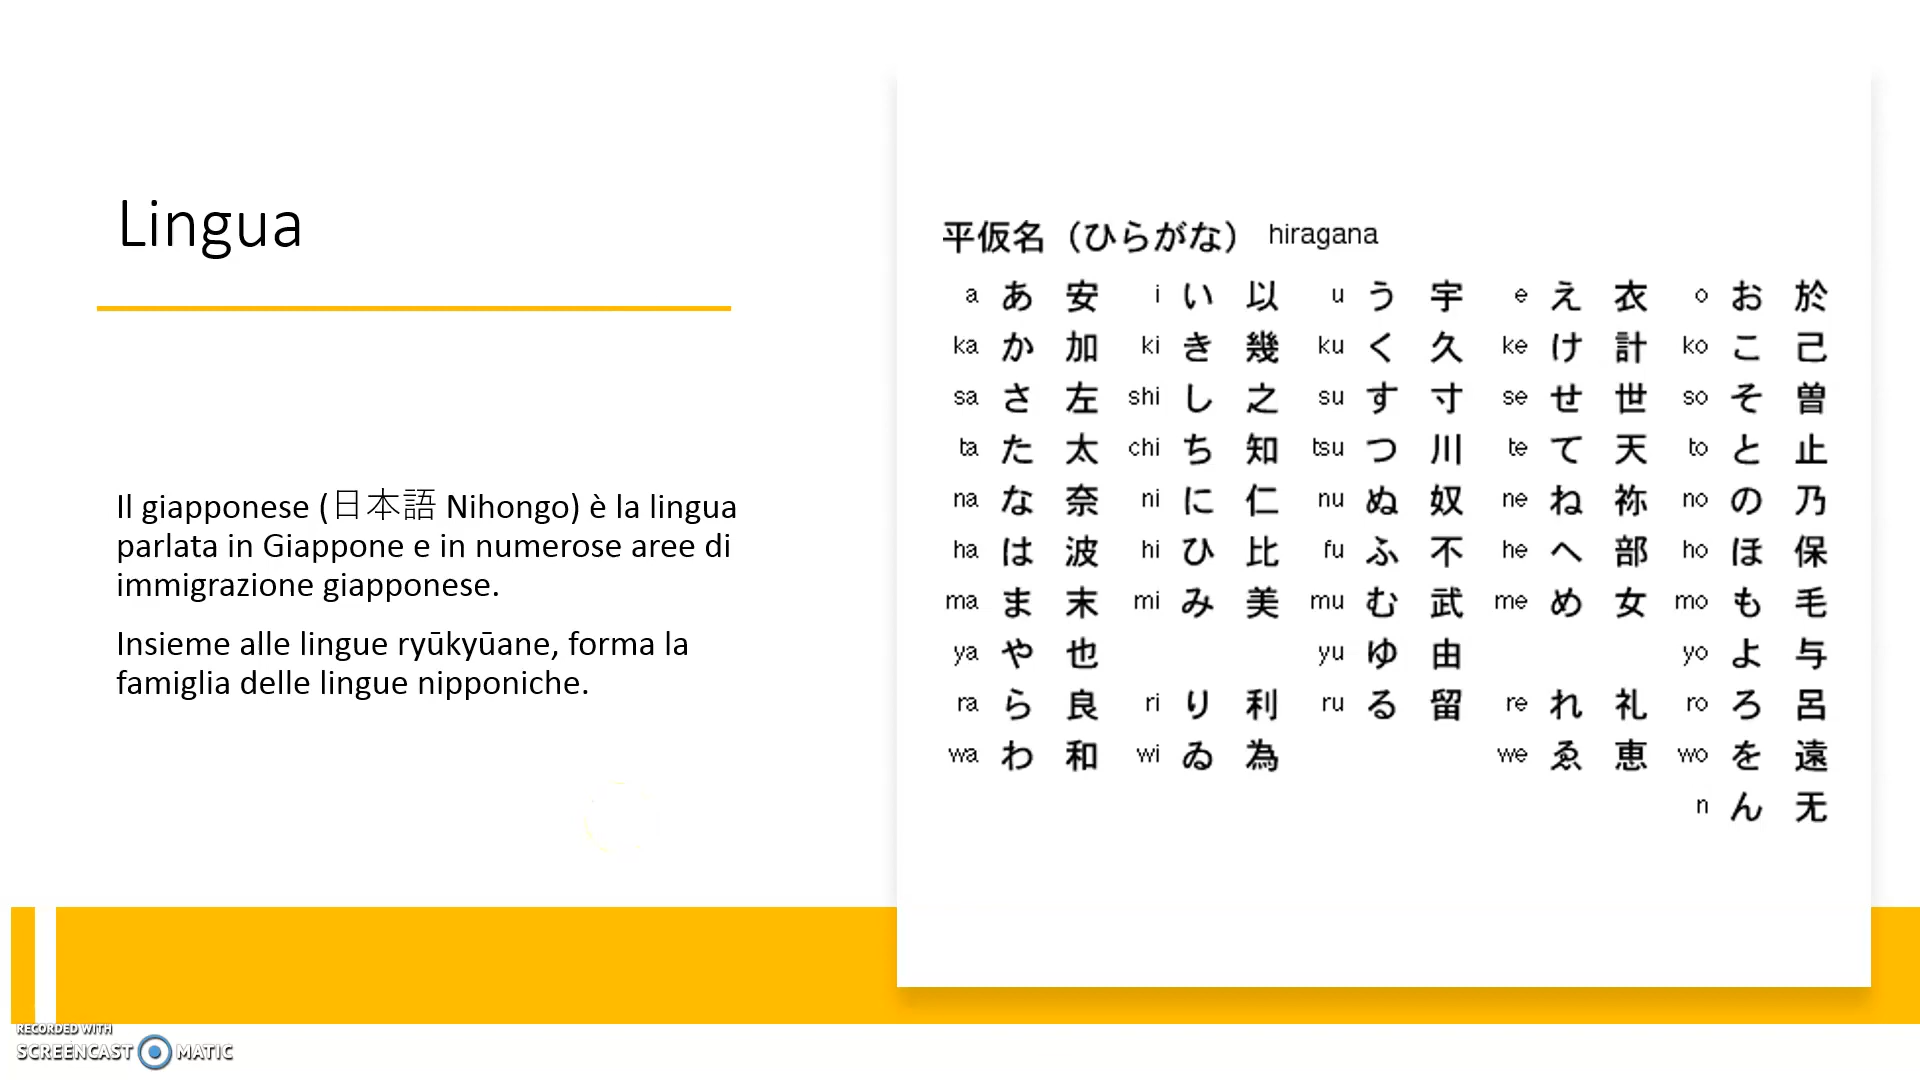 Lingua
Il giapponese (日本語 Nihongo) è la lingua
parlata in Giappone e in numerose aree di
immigrazione giapponese.
Insieme alle lingue ryūkyūane, forma la
famiglia delle lingue nipponiche.
平仮名（ひらがな） hiragana
a あ 安 i い 以 u う 宇 e え 衣 o お 於
ka か 加 ki き 幾 ku く 久 ke け 計 ko こ 己
sa さ 左 shi し 之 su す 寸 se せ 世 so そ 曽
ta た 太 chi ち 知 tsu つ 川 te て 天 to と 止
na な 奈 ni に 仁 nu ぬ 奴 ne ね 祢 no の 乃
ha は 波 hi ひ 比 fu ふ 不 he へ 部 ho ほ 保
ma ま 末 mi み 美 mu む 武 me め 女 mo も 毛
ya や 也 yu ゆ 由 yo よ 与
ra ら 良 ri り 利 ru る 留 re れ 礼 ro ろ 呂
wa わ 和 wi ゐ 為 we ゑ 恵 wo を 遠
n ん 无
RECORDED WITH
SCREENCAST MATIC